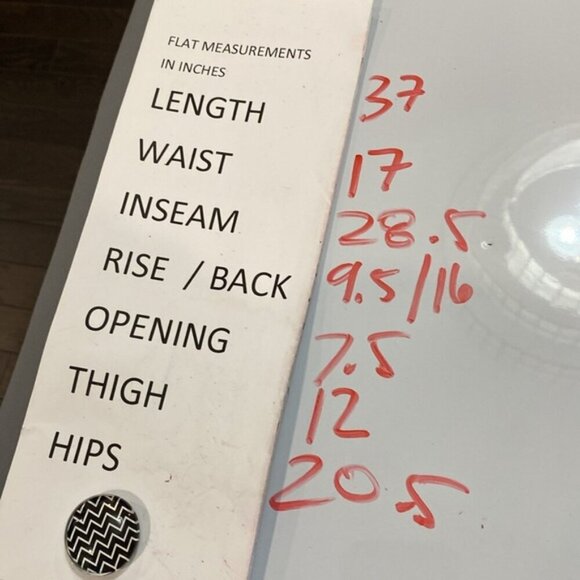 FLAT MEASUREMENTS
IN INCHES
LENGTH 37
WAIST 17
INSEAM 28.5
RISE / BACK 9.5/16
OPENING 7.5
THIGH 12
HIPS 20.5